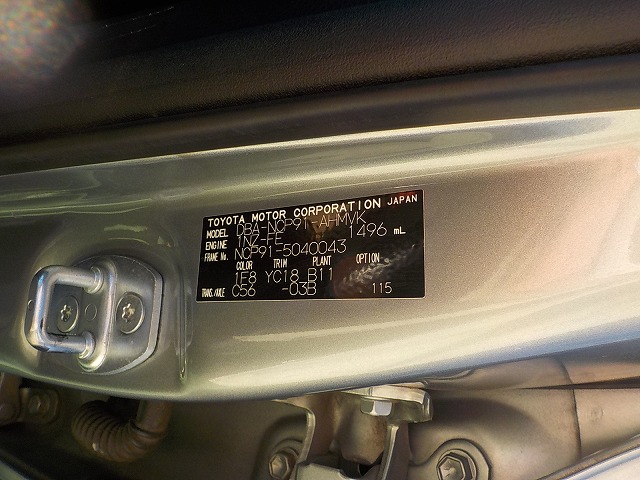 TOYOTA MOTOR CORPORATION JAPAN
MODEL DBA-NCP91-AHMVK
ENGINE 1NZ-FE 1496 mL
FRAME No. NCP91-5040043
COLOR TRIM PLANT OPTION
1E8 YC18 B11
TRANS./AXLE C56 -03B 115